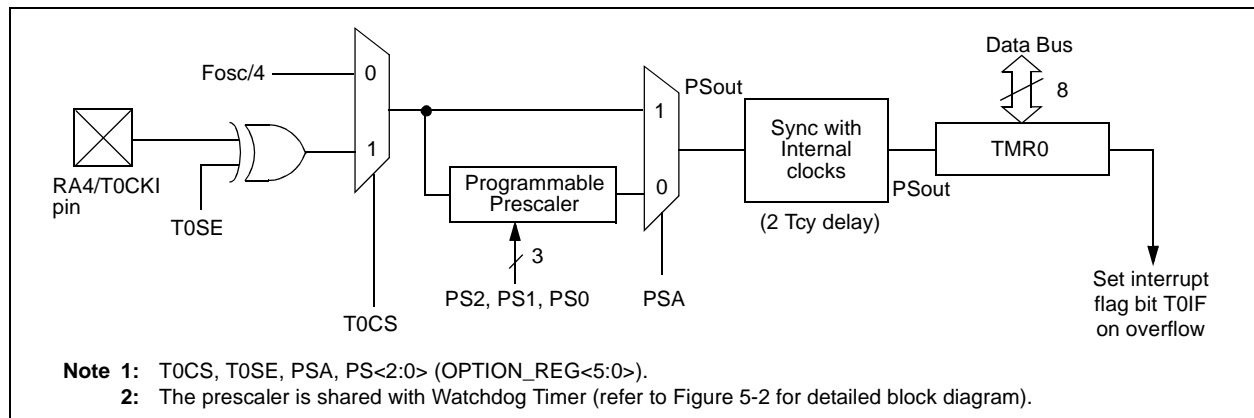 Data Bus
Fosc/4
0
PSout
8
1
1
Sync with
Internal
clocks
TMR0
RA4/T0CKI
pin
Programmable
Prescaler
0
PSout
T0SE
(2 Tcy delay)
3
PS2, PS1, PS0
PSA
T0CS
Set interrupt
flag bit T0IF
on overflow
Note 1: T0CS, T0SE, PSA, PS<2:0> (OPTION_REG<5:0>).
2: The prescaler is shared with Watchdog Timer (refer to Figure 5-2 for detailed block diagram).